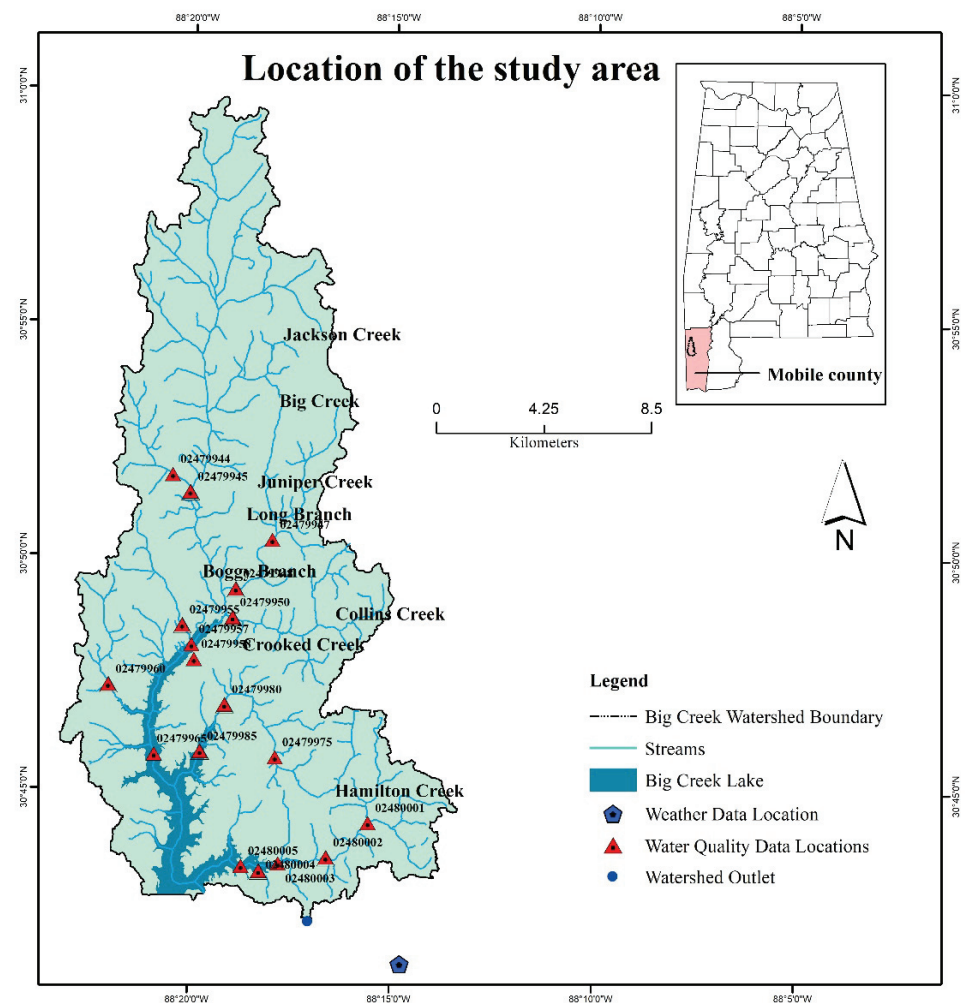 88°20'0"W
88°15'0"W
88°10'0"W
88°5'0"W
Location of the study area
31°0'0"N
31°0'0"N
30°55'0"N
30°55'0"N
Jackson Creek
Mobile county
Big Creek
0
4.25
8.5
Kilometers
02479944
02479945
Juniper Creek
Long Branch
02479947
N
30°50'0"N
30°50'0"N
Boggy Branch
02479950
02479955
Collins Creek
02479957
Crooked Creek
02479960
02479980
Legend
Big Creek Watershed Boundary
02479965
02479985
02479975
Streams
30°45'0"N
30°45'0"N
Hamilton Creek
Big Creek Lake
02480001
Weather Data Location
02480002
Water Quality Data Locations
02480005
02480004
02480003
Watershed Outlet
88°20'0"W
88°15'0"W
88°10'0"W
88°5'0"W